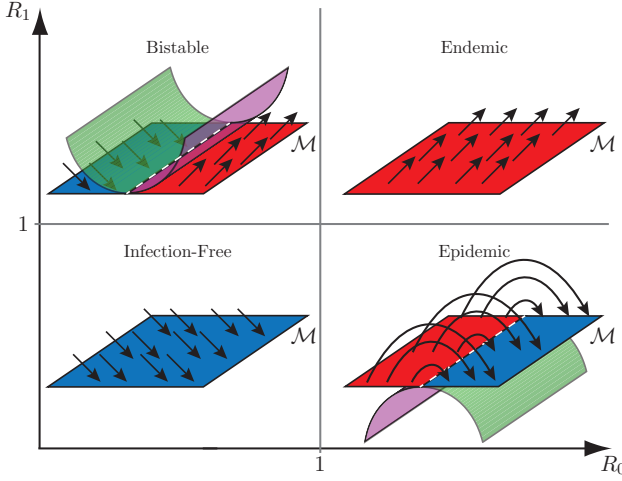 R₁
Bistable
Endemic
ℳ
ℳ
1
Infection-Free
Epidemic
ℳ
ℳ
1
R₀